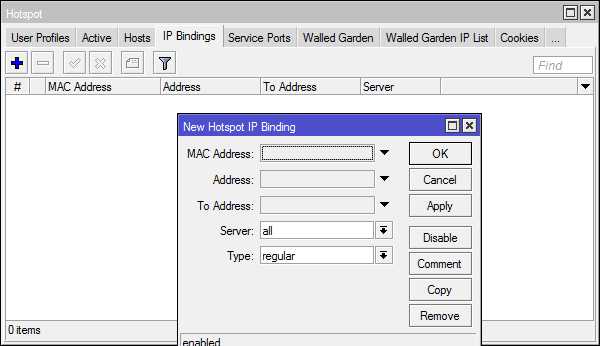 Hotspot
User Profiles Active Hosts IP Bindings Service Ports Walled Garden Walled Garden IP List Cookies ...
Find
# MAC Address Address To Address Server
New Hotspot IP Binding
MAC Address: OK
Address: Cancel
To Address: Apply
Server: all Disable
Type: regular Comment
Copy
Remove
0 items
enabled